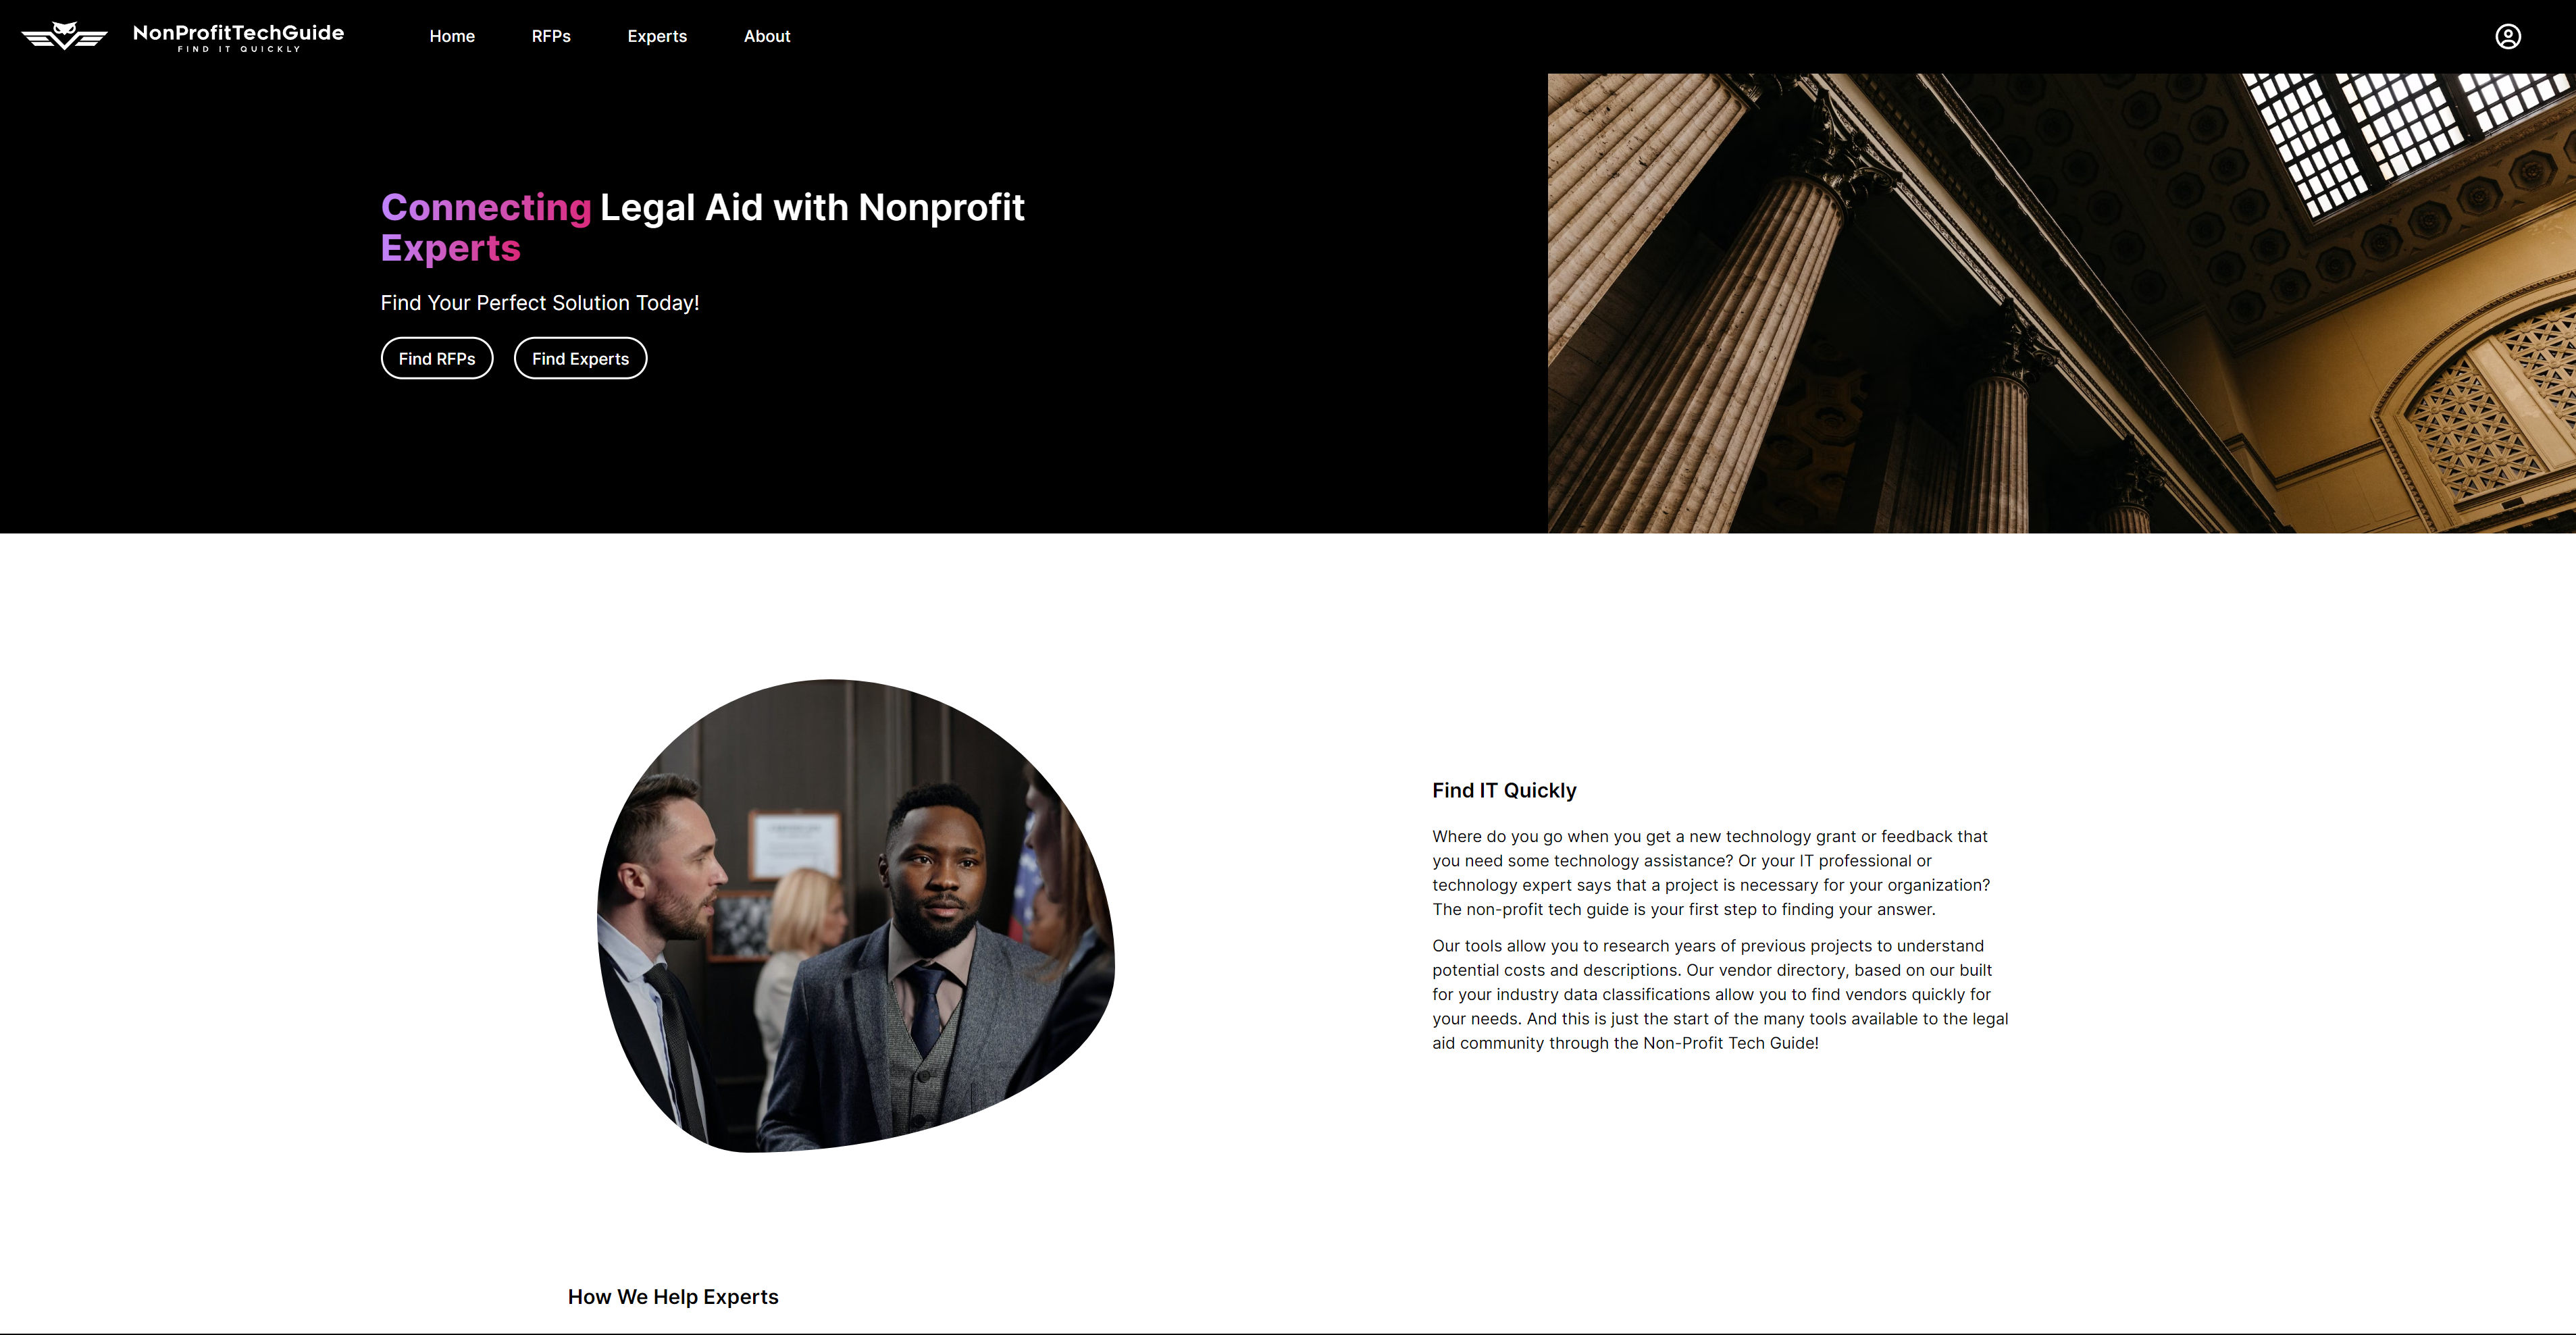 NonProfitTechGuide
FIND IT QUICKLY
Home
RFPs
Experts
About
Connecting Legal Aid with Nonprofit
Experts
Find Your Perfect Solution Today!
Find RFPs
Find Experts
Find IT Quickly
Where do you go when you get a new technology grant or feedback that
you need some technology assistance? Or your IT professional or
technology expert says that a project is necessary for your organization?
The non-profit tech guide is your first step to finding your answer.
Our tools allow you to research years of previous projects to understand
potential costs and descriptions. Our vendor directory, based on our built
for your industry data classifications allow you to find vendors quickly for
your needs. And this is just the start of the many tools available to the legal
aid community through the Non-Profit Tech Guide!
How We Help Experts